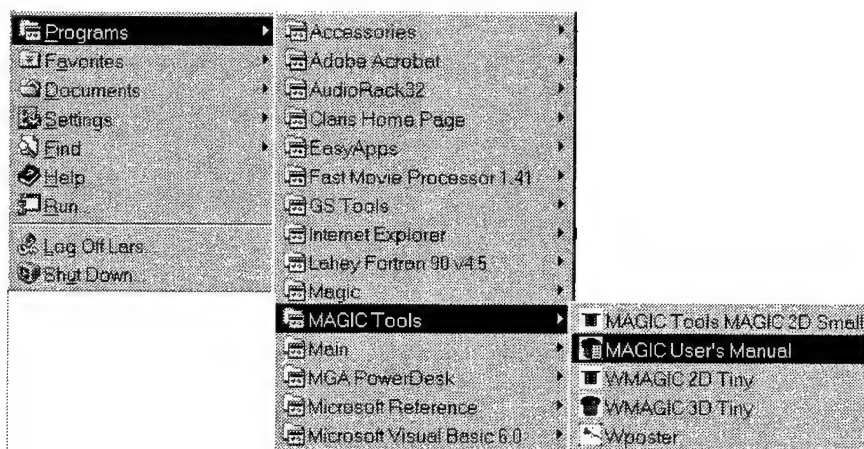 Programs
Favorites
Documents
Settings
Find
Help
Run...
Log Off Lars...
Shut Down...
Accessories
Adobe Acrobat
AudioRack32
Claris Home Page
EasyApps
Fast Movie Processor 1.41
GS Tools
Internet Explorer
Lahey Fortran 90 v4.5
Magic
MAGIC Tools
Main
MGA PowerDesk
Microsoft Reference
Microsoft Visual Basic 6.0
MAGIC Tools MAGIC 2D Small
MAGIC User's Manual
WMAGIC 2D Tiny
WMAGIC 3D Tiny
Wposter